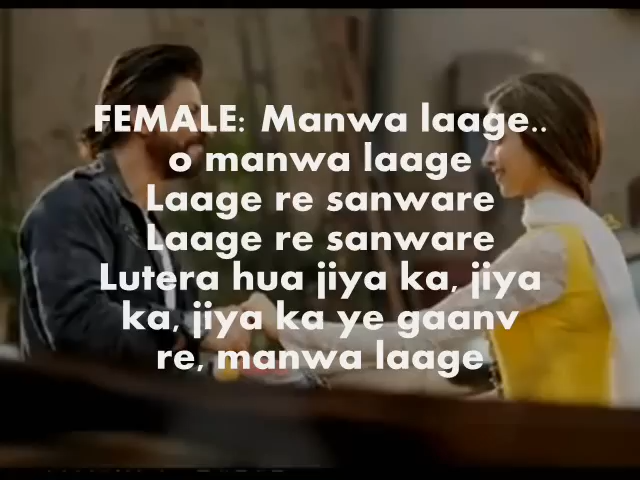 FEMALE: Manwa laage..
o manwa laage
Laage re sanware
Laage re sanware
Lutera hua jiya ka, jiya
ka, jiya ka ye gaanv
re, manwa laage